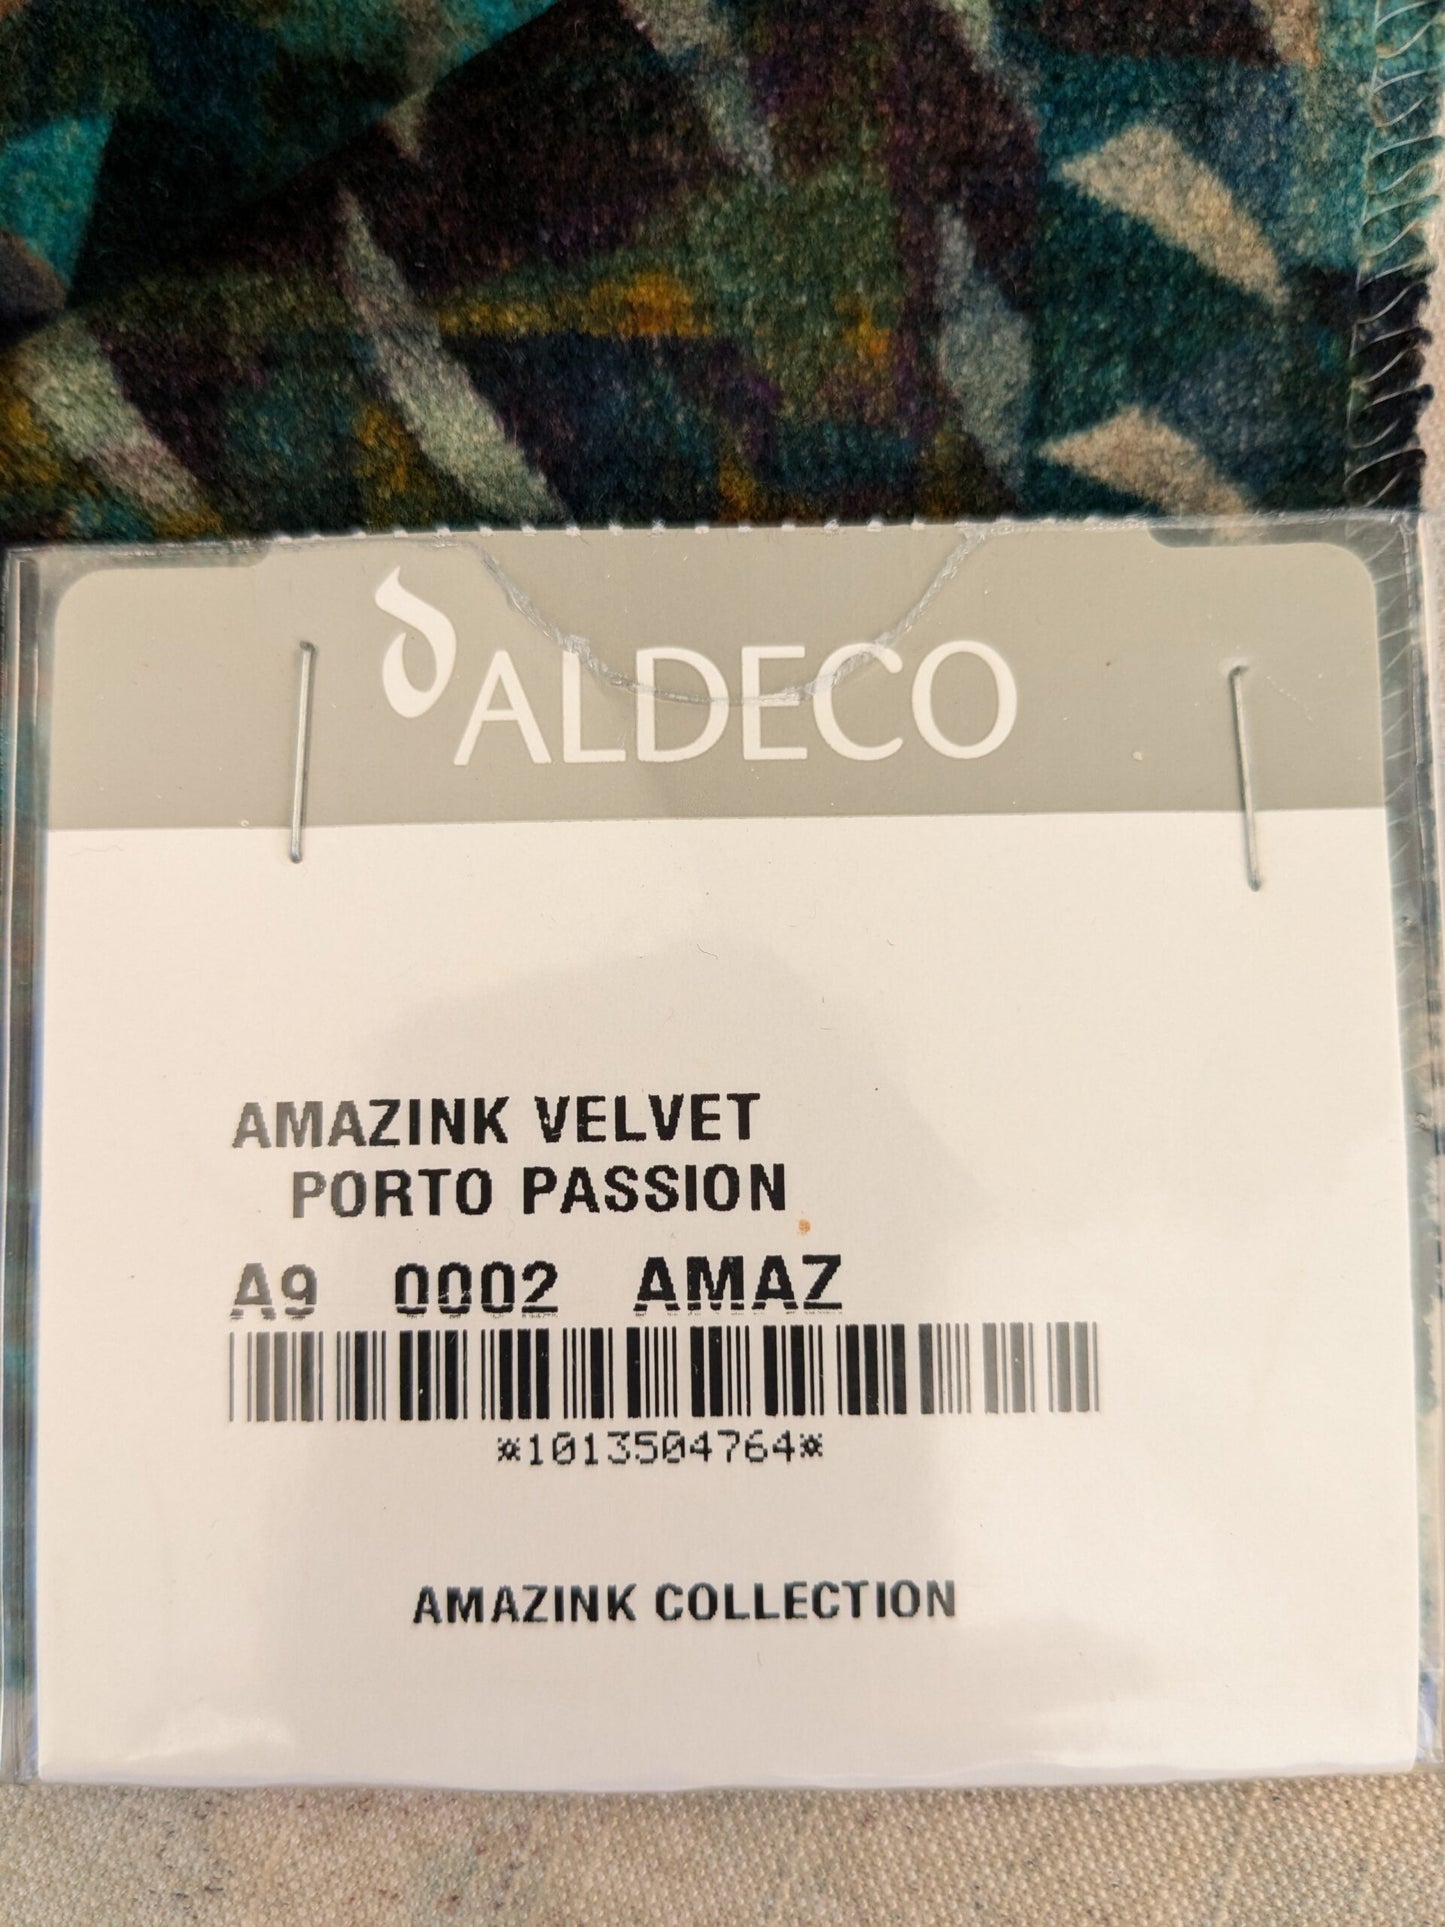 ALDECO
AMAZINK VELVET
PORTO PASSION
A9 0002 AMAZ
*1013504764*
AMAZINK COLLECTION